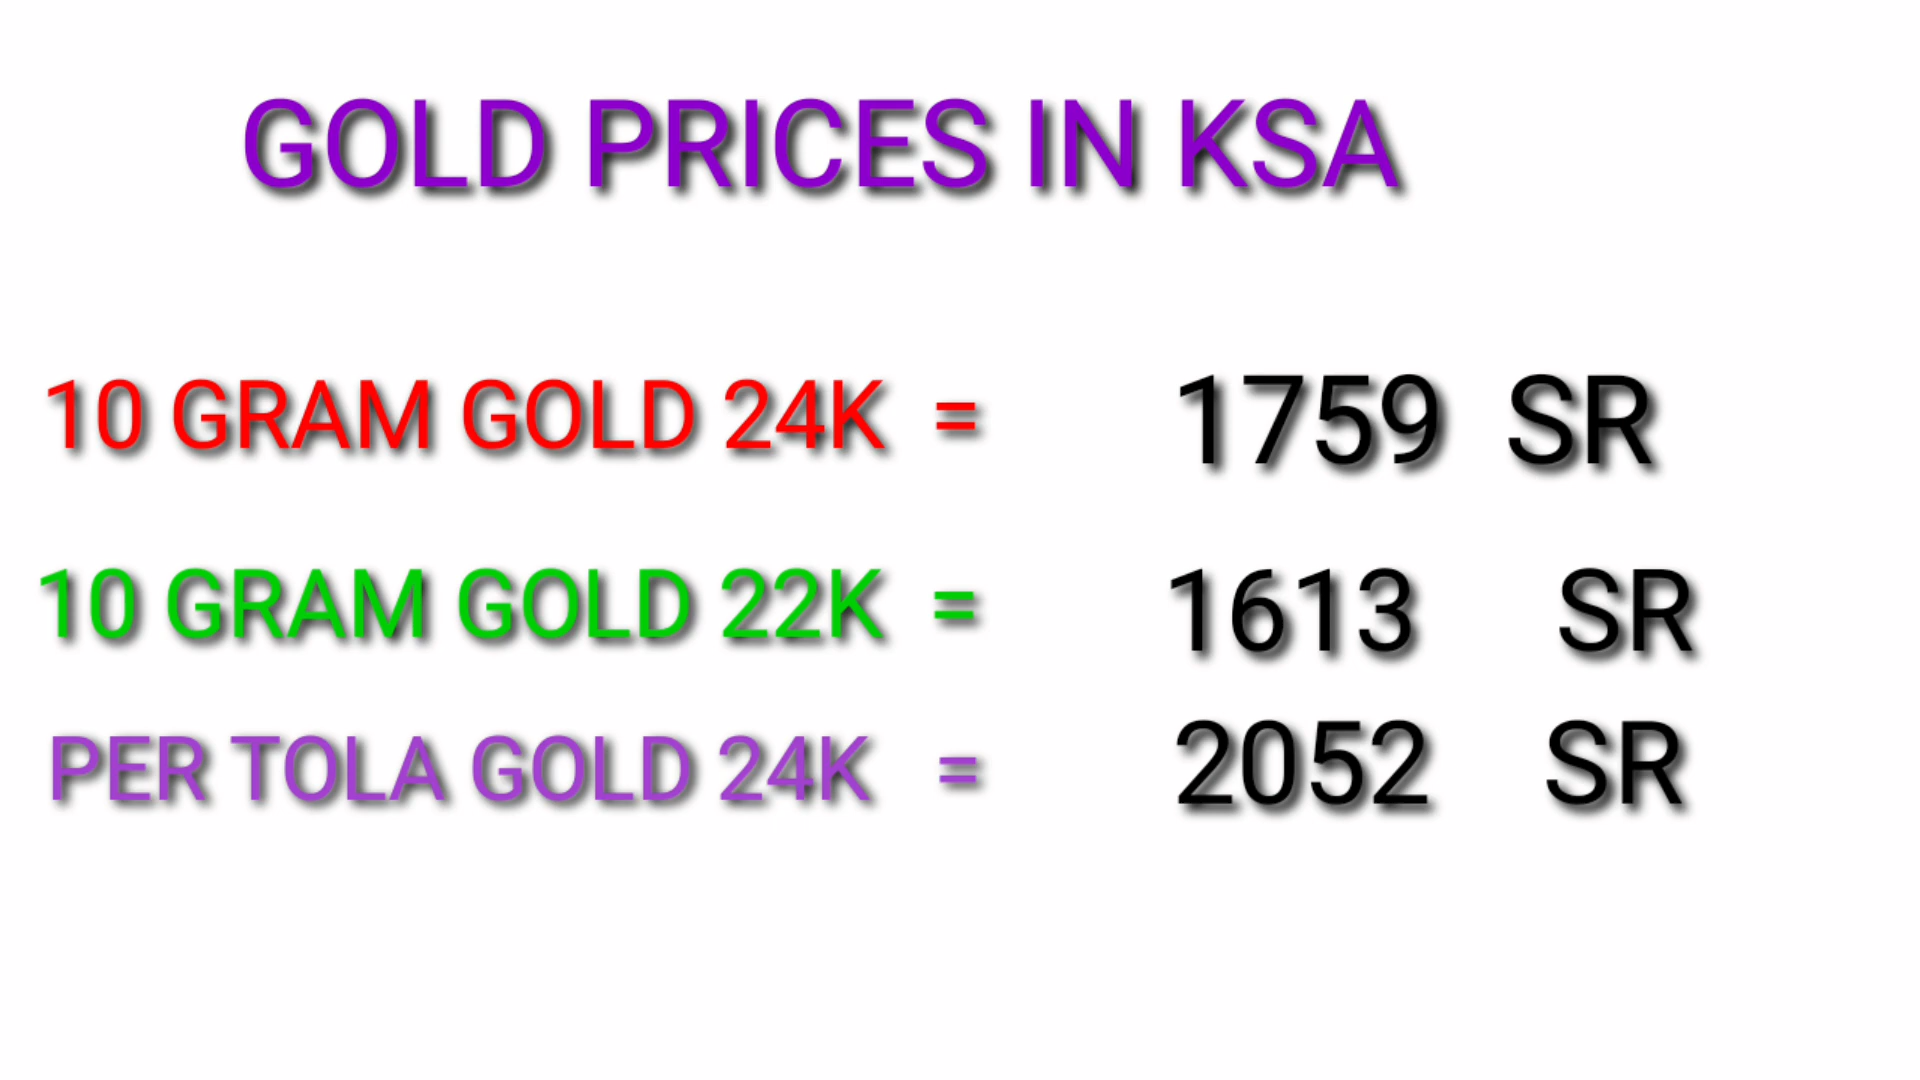 GOLD PRICES IN KSA
10 GRAM GOLD 24K = 1759 SR
10 GRAM GOLD 22K = 1613 SR
PER TOLA GOLD 24K = 2052 SR